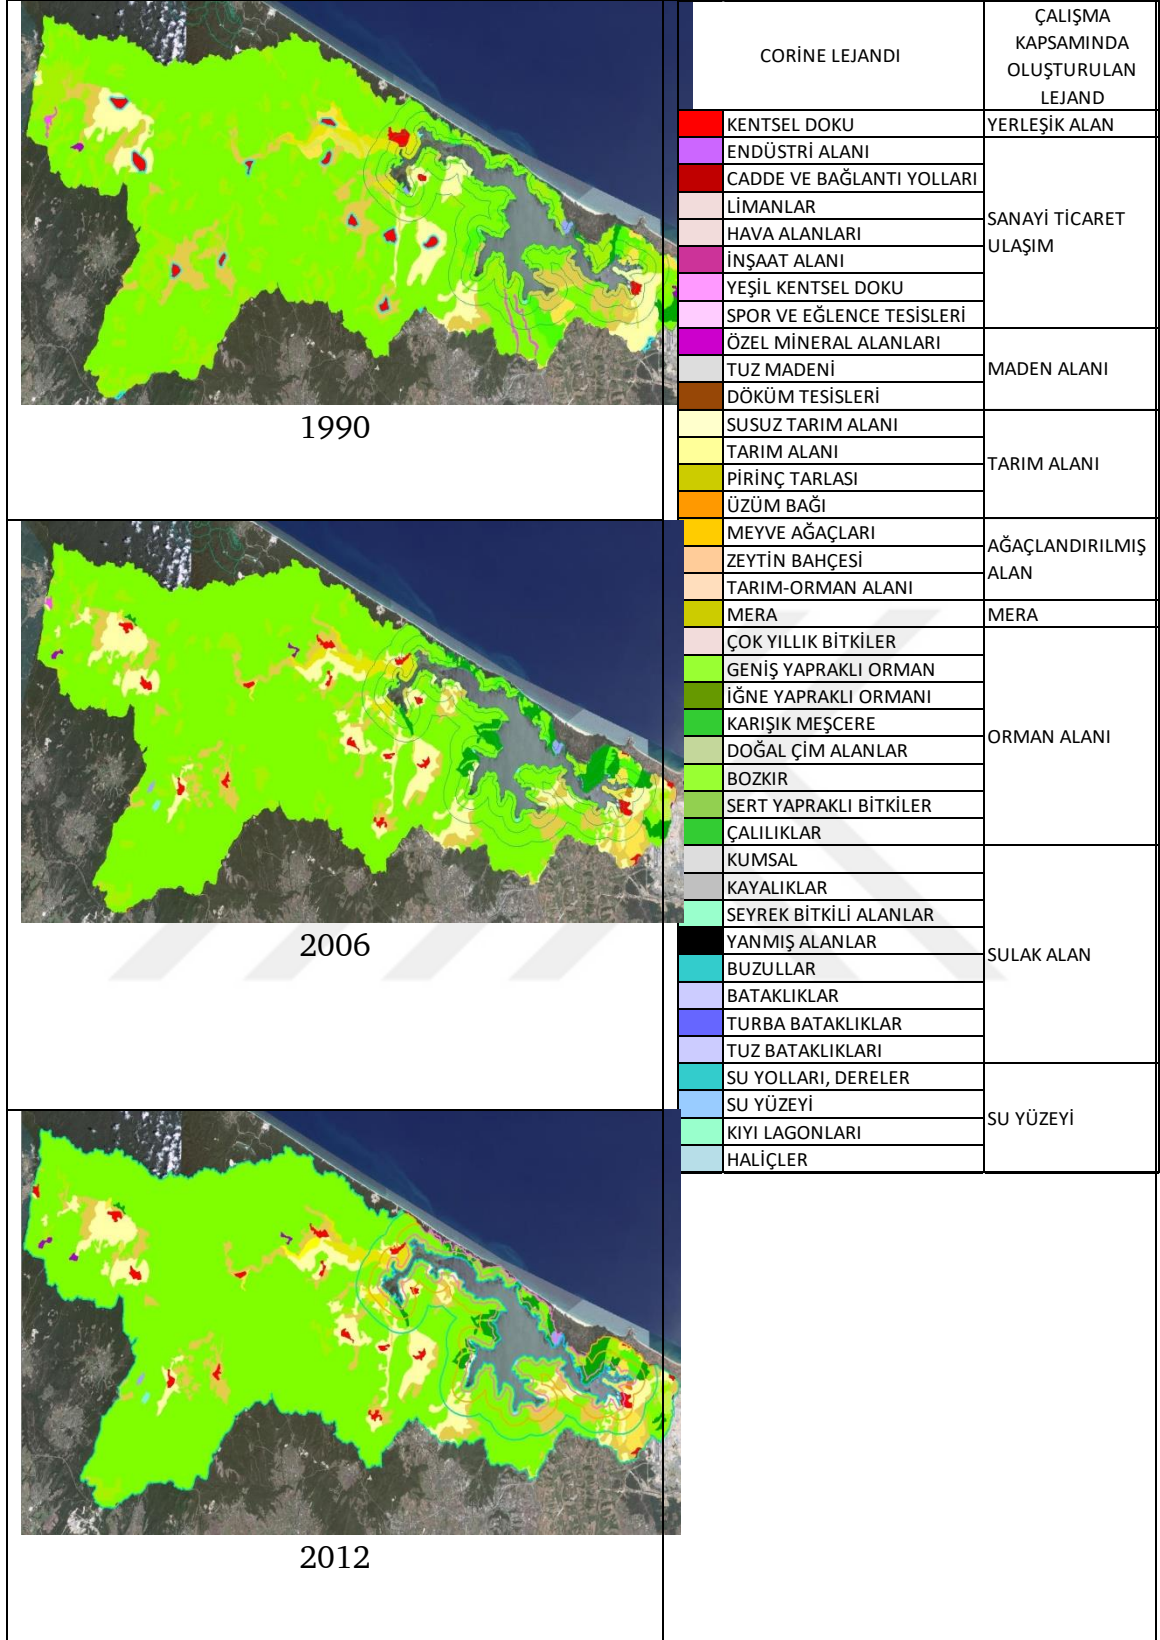 CORİNE LEJANDI
ÇALIŞMA
KAPSAMINDA
OLUŞTURULAN
LEJAND
KENTSEL DOKU
YERLEŞİK ALAN
ENDÜSTRİ ALANI
CADDE VE BAĞLANTI YOLLARI
LİMANLAR
HAVA ALANLARI
İNŞAAT ALANI
YEŞİL KENTSEL DOKU
SPOR VE EĞLENCE TESİSLERİ
SANAYİ TİCARET
ULAŞIM
ÖZEL MİNERAL ALANLARI
TUZ MADENİ
DÖKÜM TESİSLERİ
MADEN ALANI
SUSUZ TARIM ALANI
TARIM ALANI
PİRİNÇ TARLASI
ÜZÜM BAĞI
TARIM ALANI
MEYVE AĞAÇLARI
ZEYTİN BAHÇESİ
TARIM-ORMAN ALANI
AĞAÇLANDIRILMIŞ
ALAN
MERA
MERA
ÇOK YILLIK BİTKİLER
GENİŞ YAPRAKLI ORMAN
İĞNE YAPRAKLI ORMANI
KARIŞIK MEŞCERE
DOĞAL ÇİM ALANLAR
BOZKIR
SERT YAPRAKLI BİTKİLER
ÇALILIKLAR
ORMAN ALANI
KUMSAL
KAYALIKLAR
SEYREK BİTKİLİ ALANLAR
YANMIŞ ALANLAR
BUZULLAR
BATAKLIKLAR
TURBA BATAKLIKLAR
TUZ BATAKLIKLARI
SULAK ALAN
SU YOLLARI, DERELER
SU YÜZEYİ
KIYI LAGONLARI
HALİÇLER
SU YÜZEYİ
1990
2006
2012